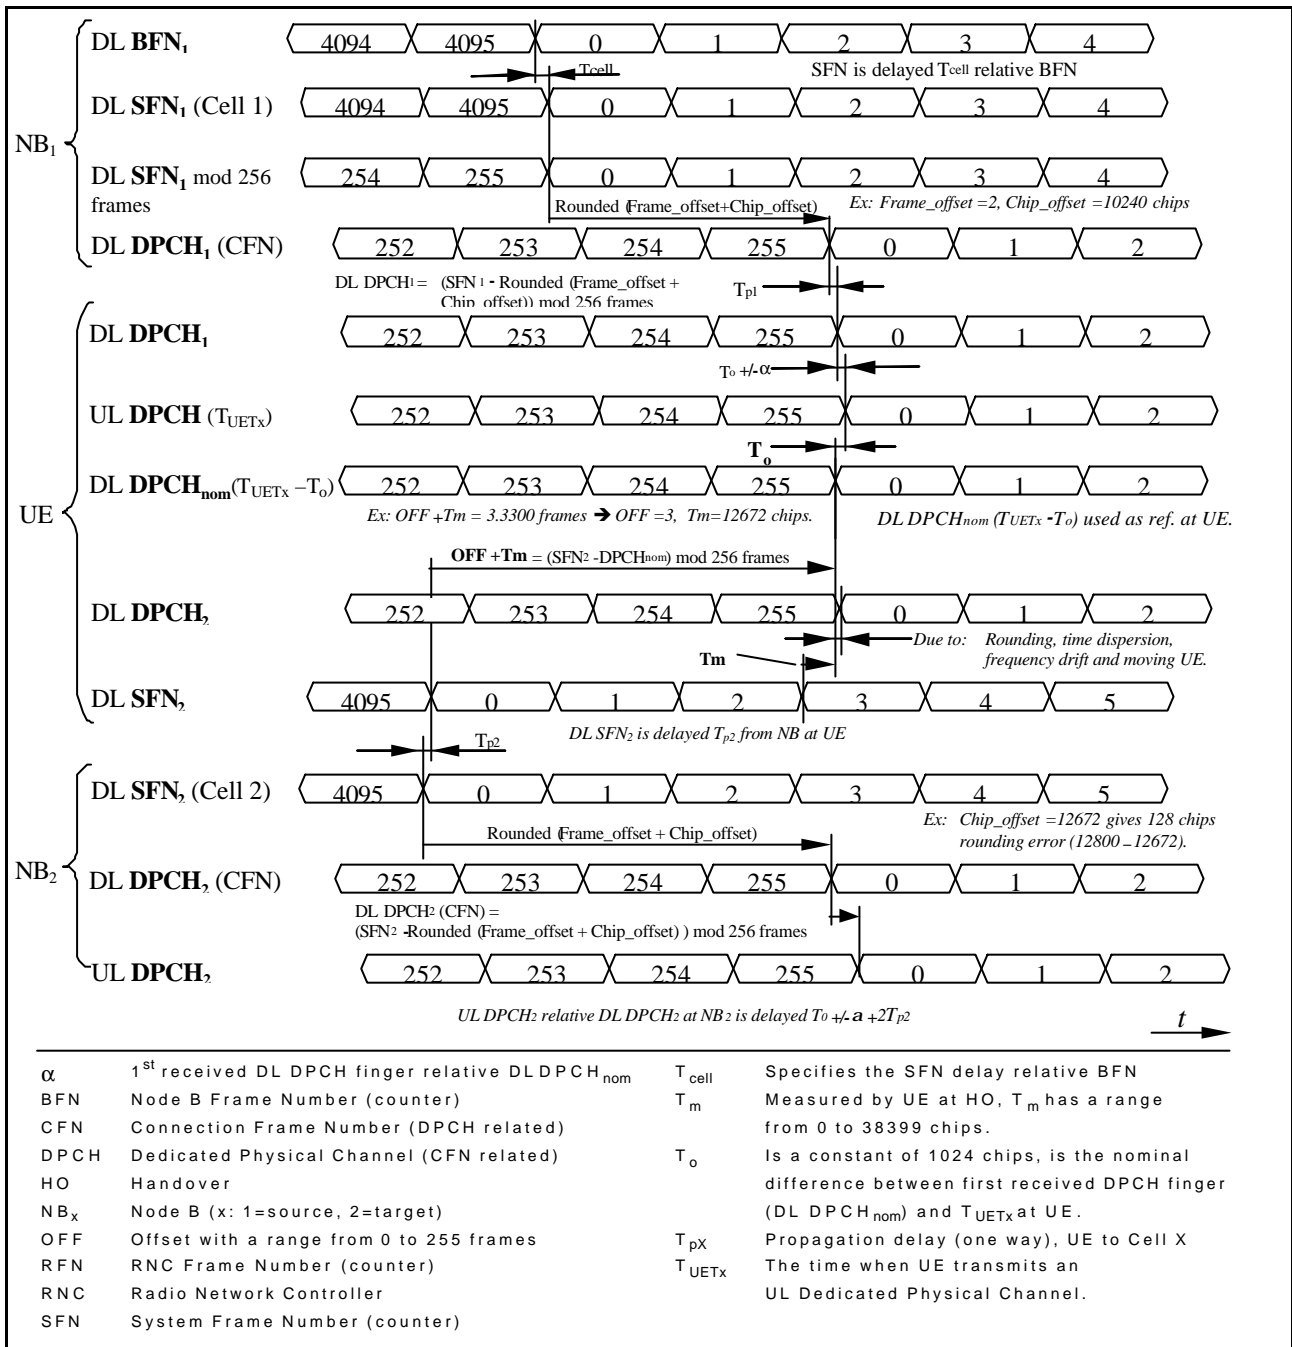 DL BFN1 4094 4095 0 1 2 3 4
Tcell SFN is delayed Tcell relative BFN
DL SFN1 (Cell 1) 4094 4095 0 1 2 3 4
NB1
DL SFN1 mod 256 254 255 0 1 2 3 4
frames
Rounded (Frame_offset+Chip_offset) Ex: Frame_offset =2, Chip_offset =10240 chips
DL DPCH1 (CFN) 252 253 254 255 0 1 2
DL DPCH1 = (SFN1 - Rounded (Frame_offset +
Chip_offset)) mod 256 frames
Tp1
DL DPCH1 252 253 254 255 0 1 2
To +/-α
UL DPCH (TUETx) 252 253 254 255 0 1 2
To
DL DPCHnom(TUETx –To) 252 253 254 255 0 1 2
UE
Ex: OFF +Tm = 3.3300 frames ➔ OFF =3, Tm=12672 chips.
DL DPCHnom (TUETx -To) used as ref. at UE.
OFF +Tm = (SFN2 -DPCHnom) mod 256 frames
DL DPCH2 252 253 254 255 0 1 2
Due to: Rounding, time dispersion,
frequency drift and moving UE.
Tm
DL SFN2 4095 0 1 2 3 4 5
DL SFN2 is delayed Tp2 from NB at UE
Tp2
DL SFN2 (Cell 2) 4095 0 1 2 3 4 5
Ex: Chip_offset =12672 gives 128 chips
rounding error (12800 –12672).
Rounded (Frame_offset + Chip_offset)
NB2
DL DPCH2 (CFN) 252 253 254 255 0 1 2
DL DPCH2 (CFN) =
(SFN2 -Rounded (Frame_offset + Chip_offset) ) mod 256 frames
UL DPCH2 252 253 254 255 0 1 2
UL DPCH2 relative DL DPCH2 at NB2 is delayed T0 +/-a +2Tp2
t
α 1st received DL DPCH finger relative DL DPCHnom
BFN Node B Frame Number (counter)
CFN Connection Frame Number (DPCH related)
DPCH Dedicated Physical Channel (CFN related)
HO Handover
NBx Node B (x: 1=source, 2=target)
OFF Offset with a range from 0 to 255 frames
RFN RNC Frame Number (counter)
RNC Radio Network Controller
SFN System Frame Number (counter)
Tcell Specifies the SFN delay relative BFN
Tm Measured by UE at HO, Tm has a range
from 0 to 38399 chips.
To Is a constant of 1024 chips, is the nominal
difference between first received DPCH finger
(DL DPCHnom) and TUETx at UE.
TpX Propagation delay (one way), UE to Cell X
TUETx The time when UE transmits an
UL Dedicated Physical Channel.